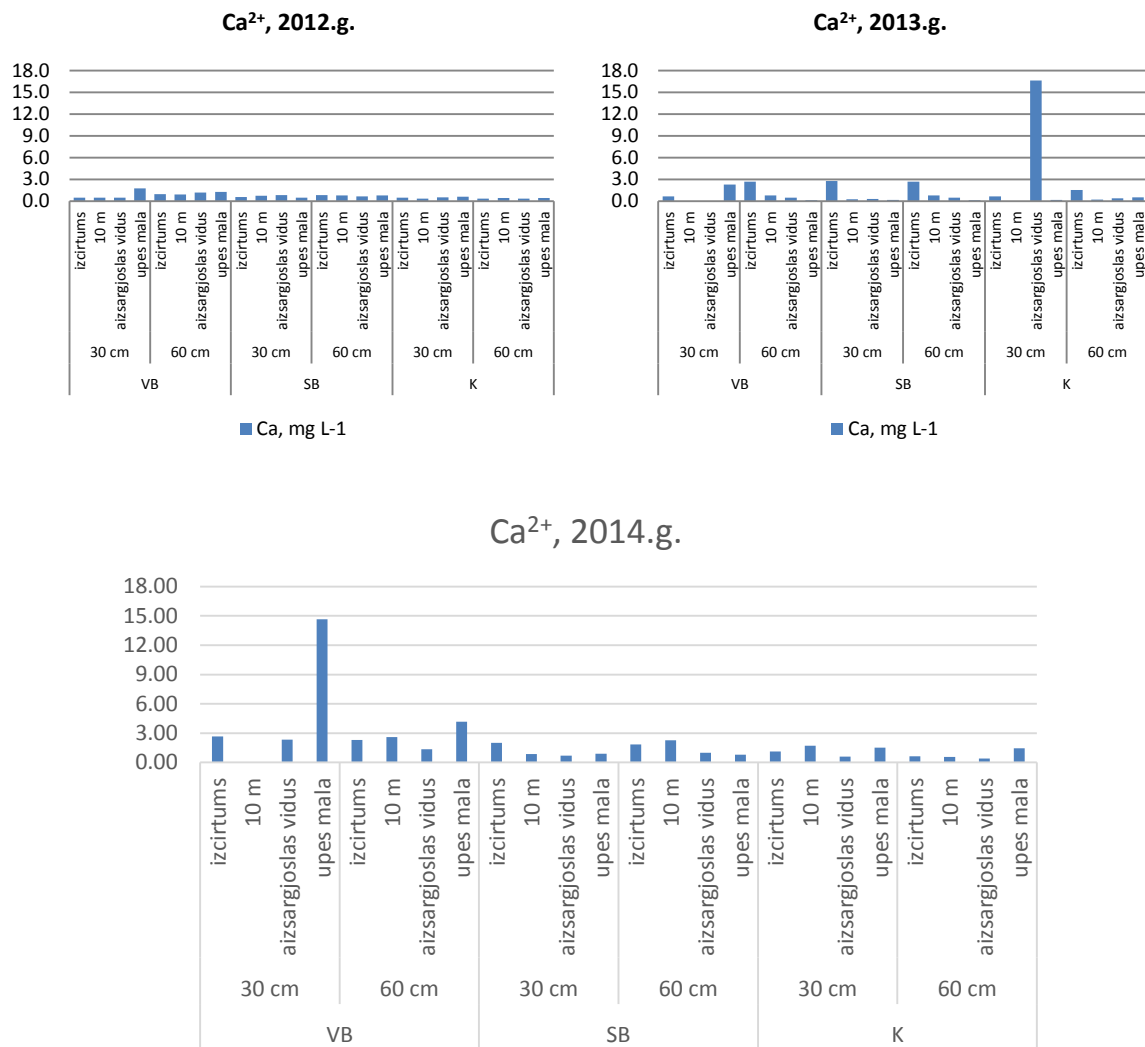 Ca²⁺, 2012.g.
18.0
15.0
12.0
9.0
6.0
3.0
0.0
izcirtums
10 m
aizsargjoslas vidus
upes mala
izcirtums
10 m
aizsargjoslas vidus
upes mala
izcirtums
10 m
aizsargjoslas vidus
upes mala
izcirtums
10 m
aizsargjoslas vidus
upes mala
izcirtums
10 m
aizsargjoslas vidus
upes mala
izcirtums
10 m
aizsargjoslas vidus
upes mala
30 cm 60 cm 30 cm 60 cm 30 cm 60 cm
VB SB K
Ca, mg L-1
Ca²⁺, 2013.g.
18.0
15.0
12.0
9.0
6.0
3.0
0.0
izcirtums
10 m
aizsargjoslas vidus
upes mala
izcirtums
10 m
aizsargjoslas vidus
upes mala
izcirtums
10 m
aizsargjoslas vidus
upes mala
izcirtums
10 m
aizsargjoslas vidus
upes mala
izcirtums
10 m
aizsargjoslas vidus
upes mala
izcirtums
10 m
aizsargjoslas vidus
upes mala
30 cm 60 cm 30 cm 60 cm 30 cm 60 cm
VB SB K
Ca, mg L-1
Ca²⁺, 2014.g.
18.00
15.00
12.00
9.00
6.00
3.00
0.00
izcirtums
10 m
aizsargjoslas vidus
upes mala
izcirtums
10 m
aizsargjoslas vidus
upes mala
izcirtums
10 m
aizsargjoslas vidus
upes mala
izcirtums
10 m
aizsargjoslas vidus
upes mala
izcirtums
10 m
aizsargjoslas vidus
upes mala
izcirtums
10 m
aizsargjoslas vidus
upes mala
30 cm 60 cm 30 cm 60 cm 30 cm 60 cm
VB SB K